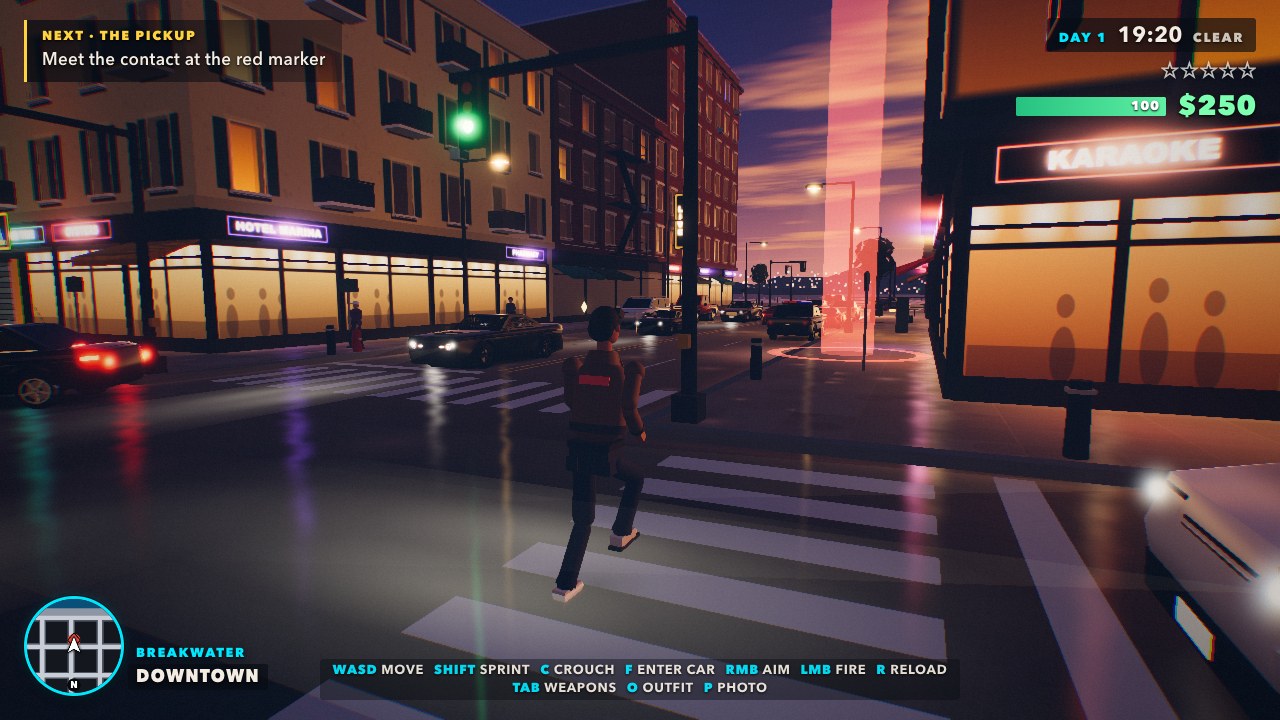 NEXT · THE PICKUP
Meet the contact at the red marker
DAY 1 19:20 CLEAR
100 $250
KARAOKE
HOTEL MARINA
BREAKWATER
DOWNTOWN
N
WASD MOVE SHIFT SPRINT C CROUCH F ENTER CAR RMB AIM LMB FIRE R RELOAD
TAB WEAPONS O OUTFIT P PHOTO